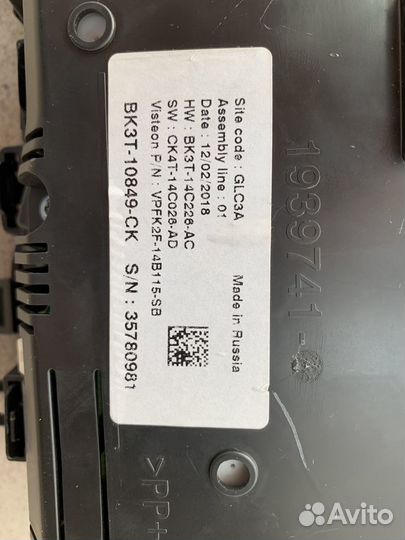 Site code : GLC3A
Made in Russia
Assembly line : 01
Date : 12/02/2018
HW : BK3T-14C226-AC
SW : CK4T-14C026-AD
Visteon P/N : VPFK2F-14B115-SB
BK3T-10849-CK S/N : 35780981
1939741-
>PP+
Avito